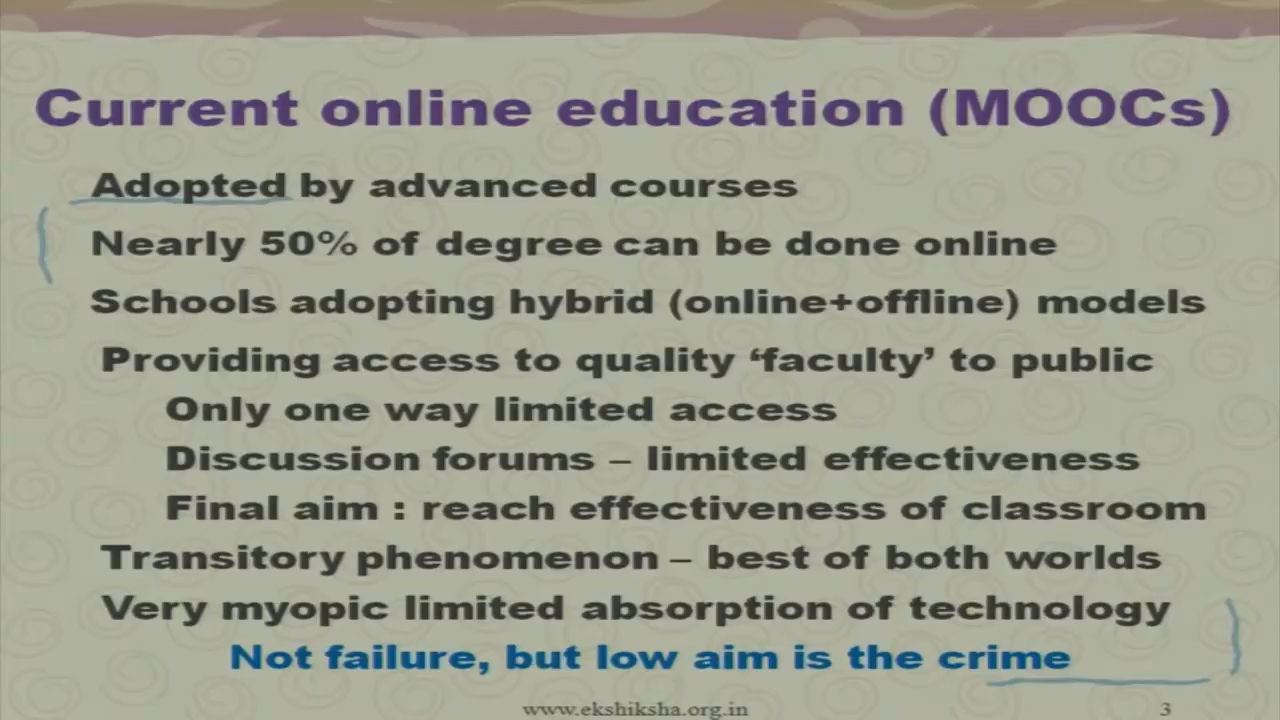 Current online education (MOOCs)
Adopted by advanced courses
Nearly 50% of degree can be done online
Schools adopting hybrid (online+offline) models
Providing access to quality ‘faculty’ to public
Only one way limited access
Discussion forums – limited effectiveness
Final aim : reach effectiveness of classroom
Transitory phenomenon – best of both worlds
Very myopic limited absorption of technology
Not failure, but low aim is the crime
www.ekshiksha.org.in 3